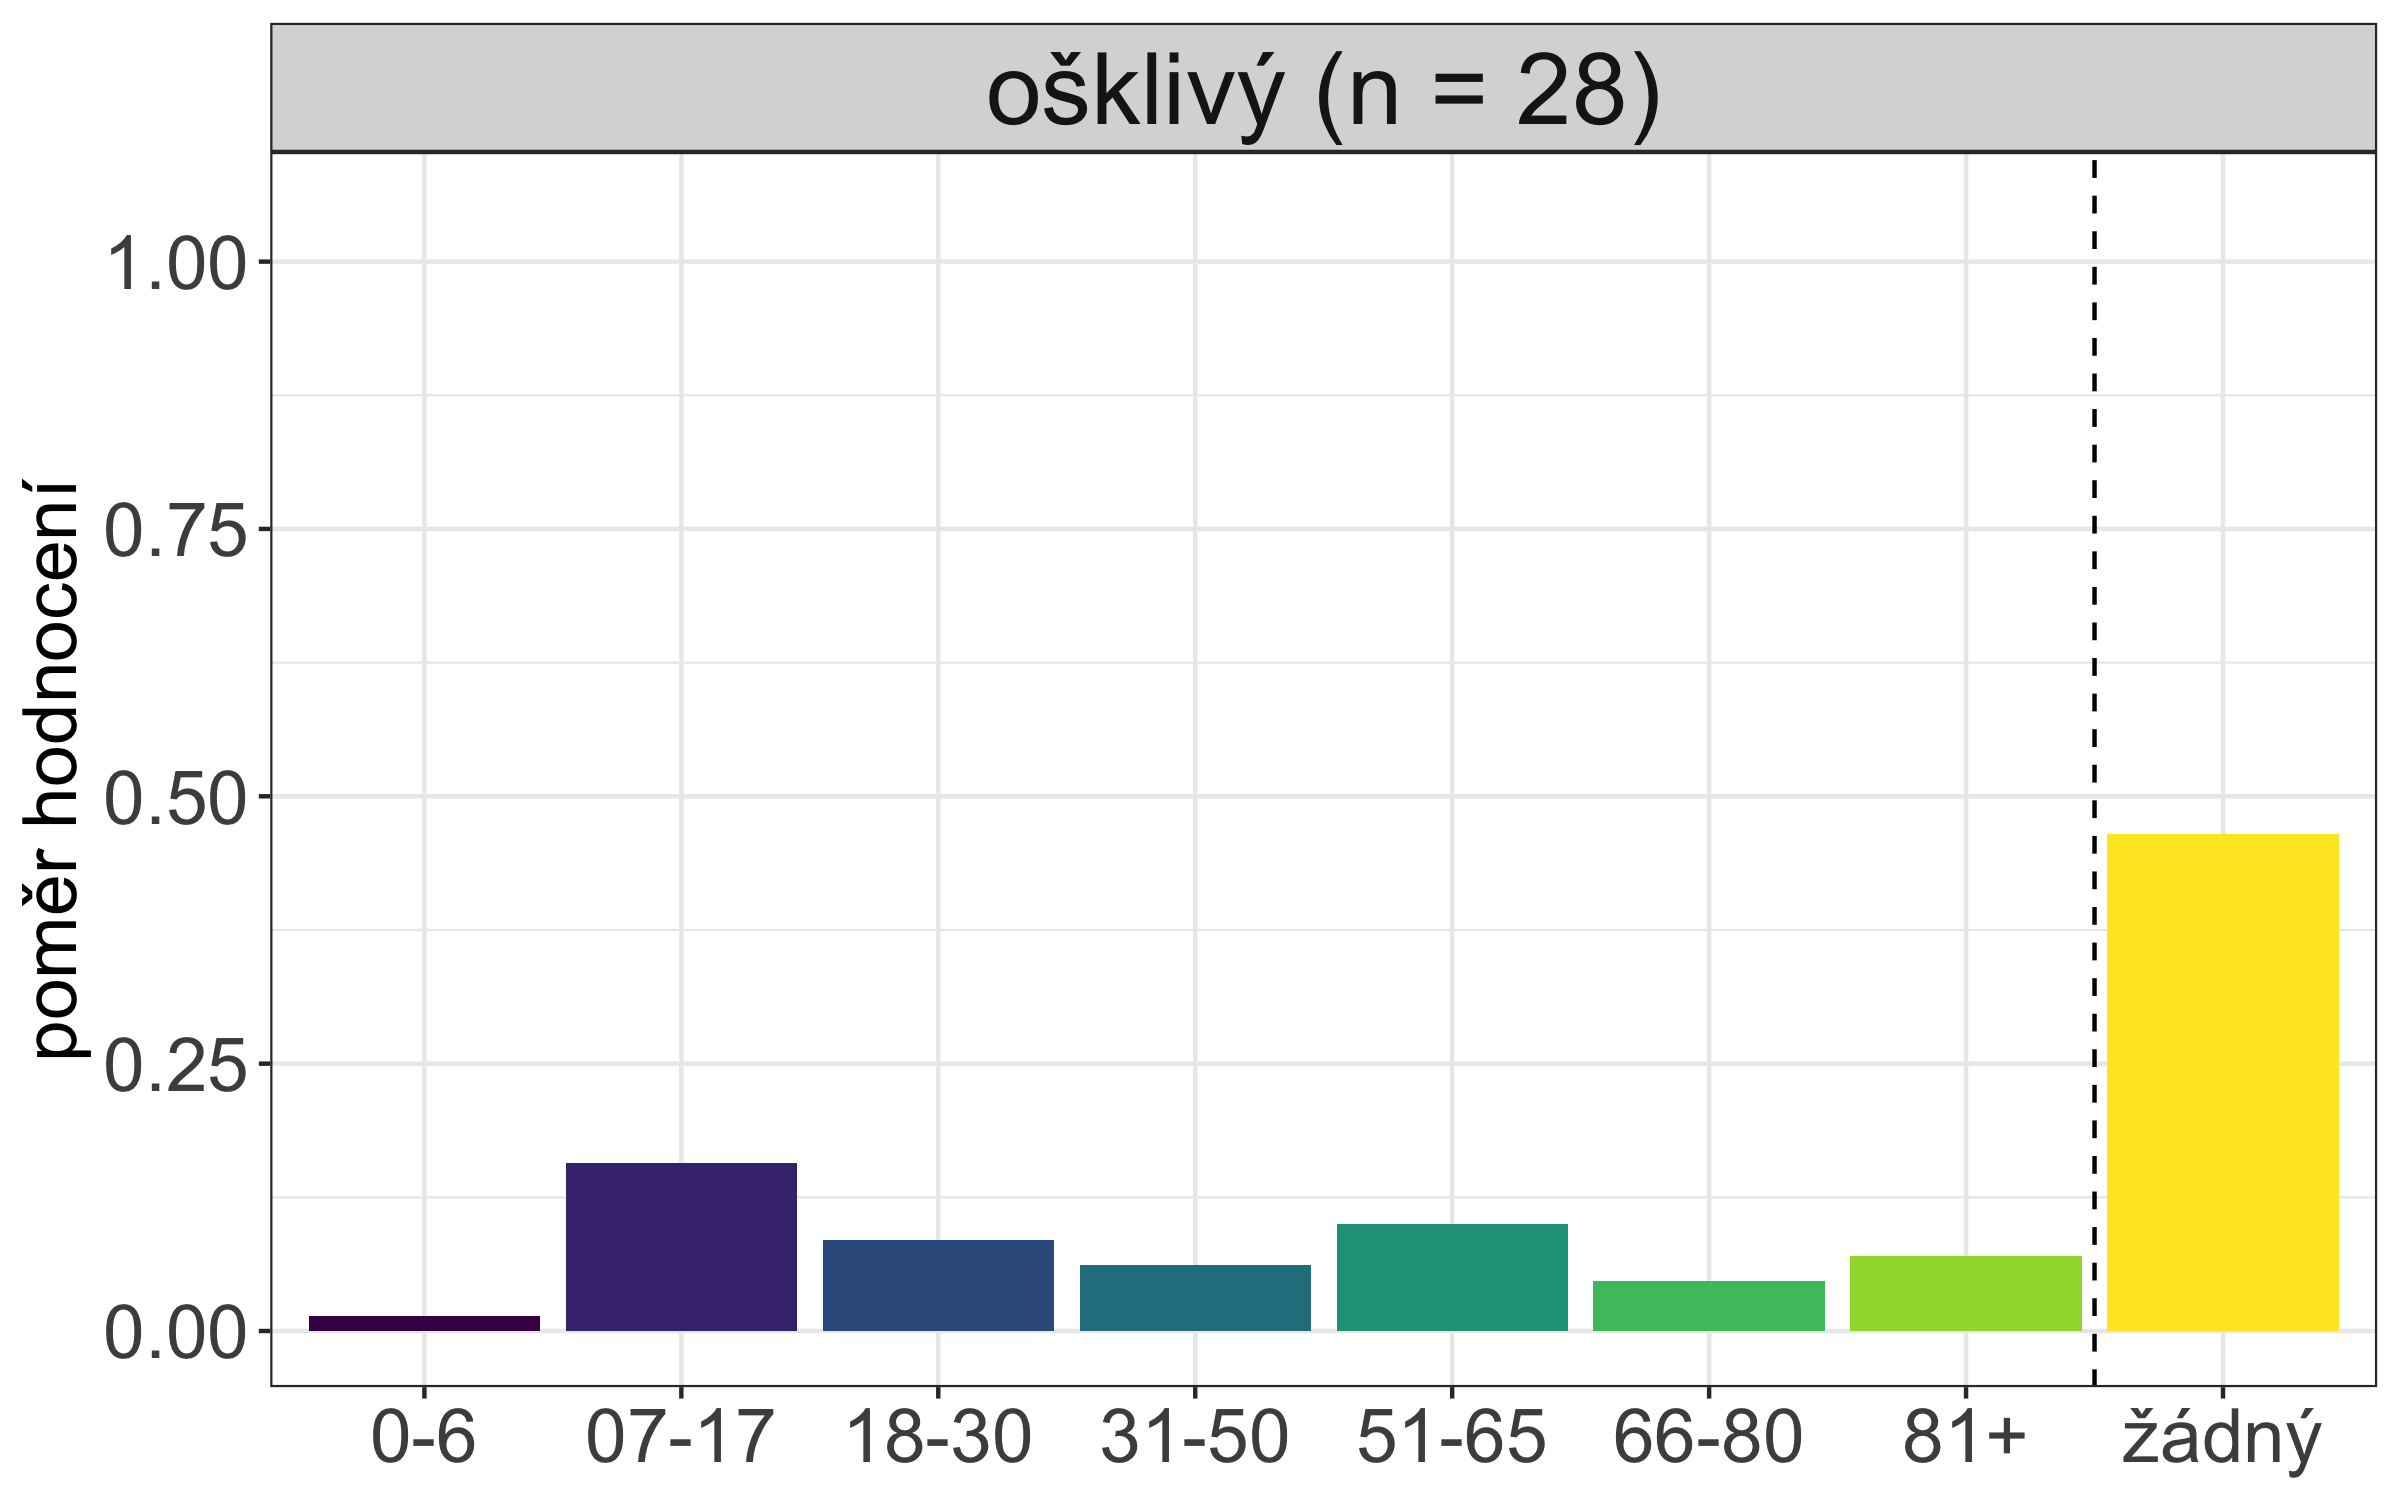 ošklivý (n = 28)
poměr hodnocení
1.00
0.75
0.50
0.25
0.00
0-6 07-17 18-30 31-50 51-65 66-80 81+ žádný